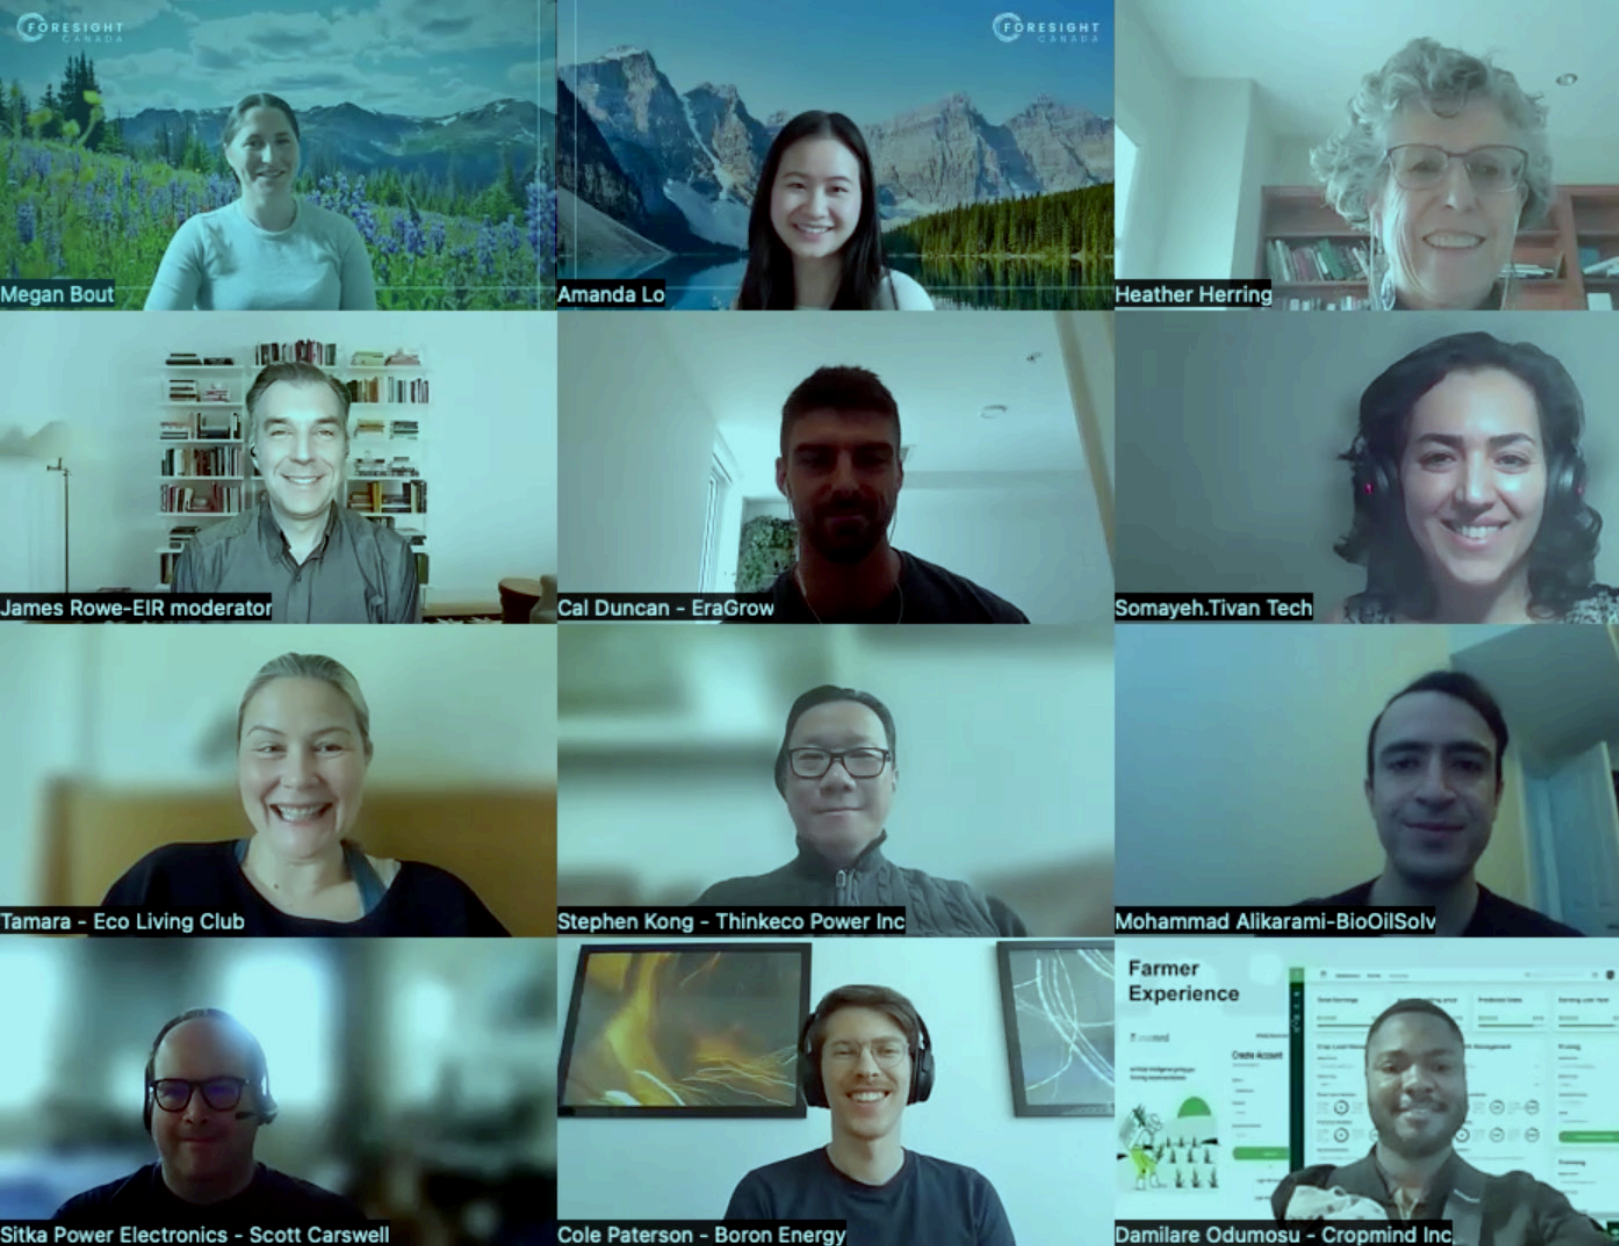 FORESIGHT
CANADA
FORESIGHT
CANADA
Megan Bout
Amanda Lo
Heather Herring
James Rowe-EIR moderator
Cal Duncan - EraGrow
Somayeh.Tivan Tech
Tamara - Eco Living Club
Stephen Kong - Thinkeco Power Inc
Mohammad Alikarami-BioOilSolv
Farmer
Experience
Create Account
Sitka Power Electronics - Scott Carswell
Cole Paterson - Boron Energy
Damilare Odumosu - Cropmind Inc